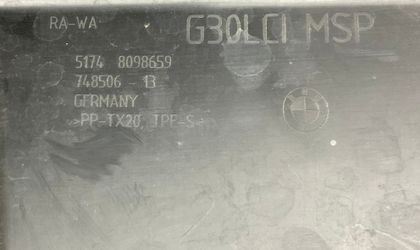 RA-WA G30LCI MSP
5174 8098659
748506 - 13
GERMANY
>PP-TX20, TPE-S<